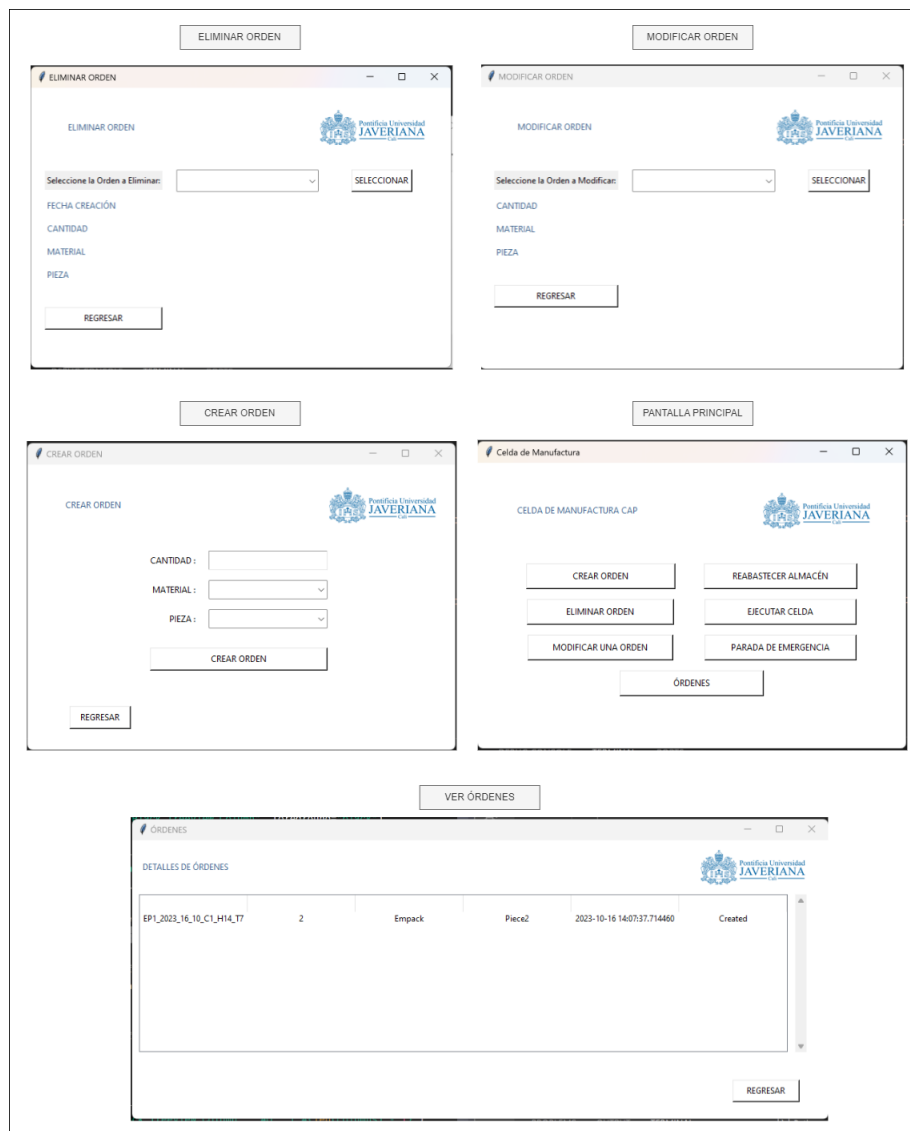 ELIMINAR ORDEN
MODIFICAR ORDEN
ELIMINAR ORDEN
ELIMINAR ORDEN
Pontificia Universidad
JAVERIANA
Cali
Seleccione la Orden a Eliminar:
SELECCIONAR
FECHA CREACIÓN
CANTIDAD
MATERIAL
PIEZA
REGRESAR
MODIFICAR ORDEN
MODIFICAR ORDEN
Pontificia Universidad
JAVERIANA
Cali
Seleccione la Orden a Modificar:
SELECCIONAR
CANTIDAD
MATERIAL
PIEZA
REGRESAR
CREAR ORDEN
PANTALLA PRINCIPAL
CREAR ORDEN
CREAR ORDEN
Pontificia Universidad
JAVERIANA
Cali
CANTIDAD :
MATERIAL :
PIEZA :
CREAR ORDEN
REGRESAR
Celda de Manufactura
CELDA DE MANUFACTURA CAP
Pontificia Universidad
JAVERIANA
Cali
CREAR ORDEN
REABASTECER ALMACÉN
ELIMINAR ORDEN
EJECUTAR CELDA
MODIFICAR UNA ORDEN
PARADA DE EMERGENCIA
ÓRDENES
VER ÓRDENES
ÓRDENES
DETALLES DE ÓRDENES
Pontificia Universidad
JAVERIANA
Cali
EP1_2023_16_10_C1_H14_T7 2 Empack Piece2 2023-10-16 14:07:37.714460 Created
REGRESAR